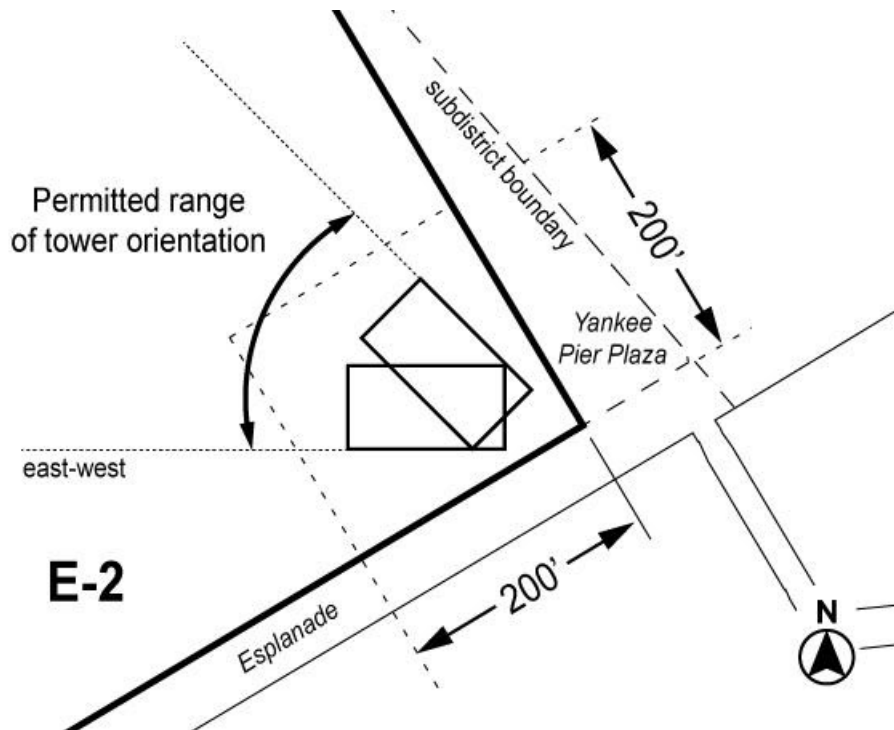 subdistrict boundary
Permitted range
of tower orientation
200’
Yankee
Pier Plaza
east-west
E-2
200’
Esplanade
N